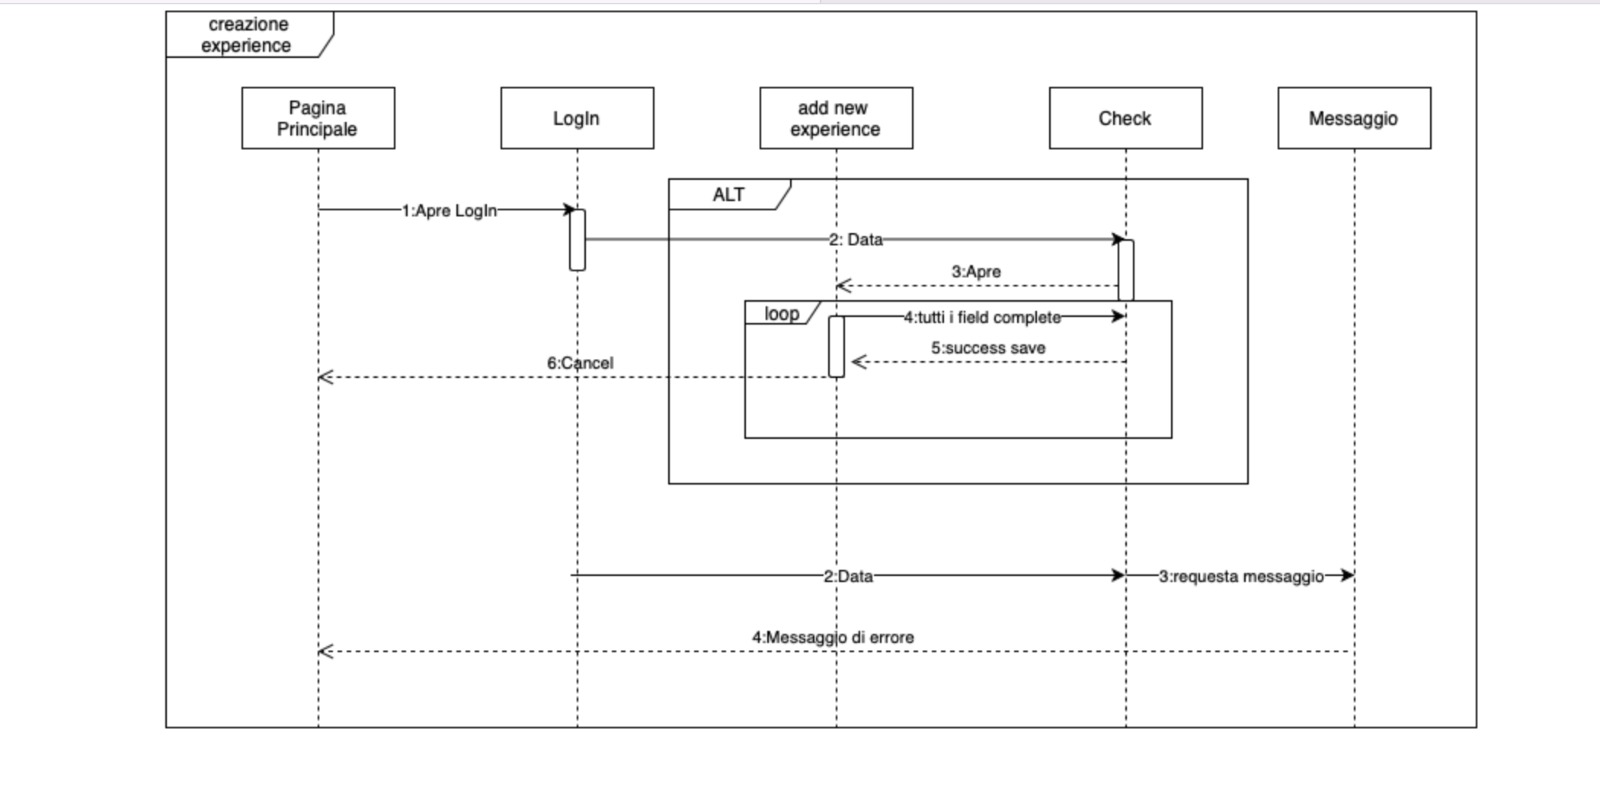 creazione
experience
Pagina
Principale
LogIn
add new
experience
Check
Messaggio
ALT
1:Apre LogIn
2: Data
3:Apre
loop
4:tutti i field complete
5:success save
6:Cancel
2:Data
3:requesta messaggio
4:Messaggio di errore